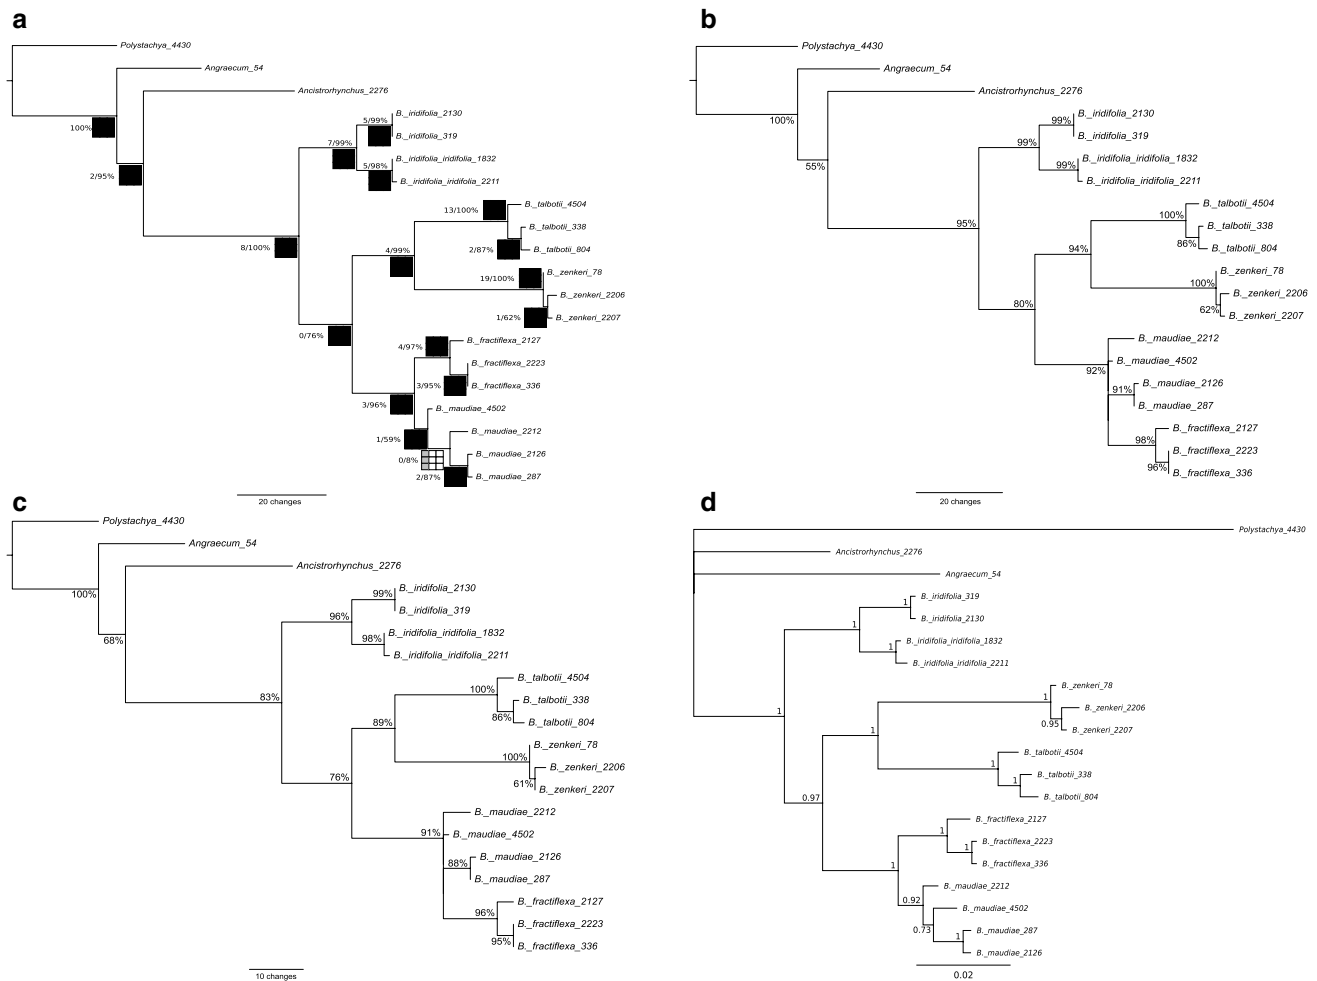 a
Polystachya_4430
Angraecum_54
Ancistrorhynchus_2276
B._iridifolia_2130
5/99%
100%
B._iridifolia_319
7/99%
B._iridifolia_iridifolia_1832
5/98%
2/95%
B._iridifolia_iridifolia_2211
B._talbotii_4504
13/100%
B._talbotii_338
8/100%
4/99%
2/87%
B._talbotii_804
B._zenkeri_78
19/100%
B._zenkeri_2206
1/62%
B._zenkeri_2207
0/76%
B._fractiflexa_2127
4/97%
B._fractiflexa_2223
3/95%
B._fractiflexa_336
3/96%
B._maudiae_4502
B._maudiae_2212
1/59%
B._maudiae_2126
0/8%
2/87%
B._maudiae_287
20 changes
b
Polystachya_4430
Angraecum_54
Ancistrorhynchus_2276
B._iridifolia_2130
100%
99%
B._iridifolia_319
99%
B._iridifolia_iridifolia_1832
55%
99%
B._iridifolia_iridifolia_2211
B._talbotii_4504
100%
95%
B._talbotii_338
94%
86%
B._talbotii_804
B._zenkeri_78
100%
B._zenkeri_2206
80%
62%
B._zenkeri_2207
B._maudiae_2212
B._maudiae_4502
92%
B._maudiae_2126
91%
B._maudiae_287
B._fractiflexa_2127
98%
B._fractiflexa_2223
96%
B._fractiflexa_336
20 changes
c
Polystachya_4430
Angraecum_54
Ancistrorhynchus_2276
B._iridifolia_2130
100%
99%
B._iridifolia_319
96%
B._iridifolia_iridifolia_1832
68%
98%
B._iridifolia_iridifolia_2211
B._talbotii_4504
83%
100%
B._talbotii_338
89%
86%
B._talbotii_804
B._zenkeri_78
100%
B._zenkeri_2206
76%
61%
B._zenkeri_2207
B._maudiae_2212
91%
B._maudiae_4502
B._maudiae_2126
88%
B._maudiae_287
B._fractiflexa_2127
96%
B._fractiflexa_2223
95%
B._fractiflexa_336
10 changes
d
Polystachya_4430
Ancistrorhynchus_2276
Angraecum_54
B._iridifolia_319
1
B._iridifolia_2130
1
B._iridifolia_iridifolia_1832
1
B._iridifolia_iridifolia_2211
B._zenkeri_78
1
1
B._zenkeri_2206
0.95
B._zenkeri_2207
1
B._talbotii_4504
1
B._talbotii_338
1
B._talbotii_804
0.97
B._fractiflexa_2127
1
B._fractiflexa_2223
1
B._fractiflexa_336
1
B._maudiae_2212
0.92
B._maudiae_4502
0.73
B._maudiae_287
1
B._maudiae_2126
0.02